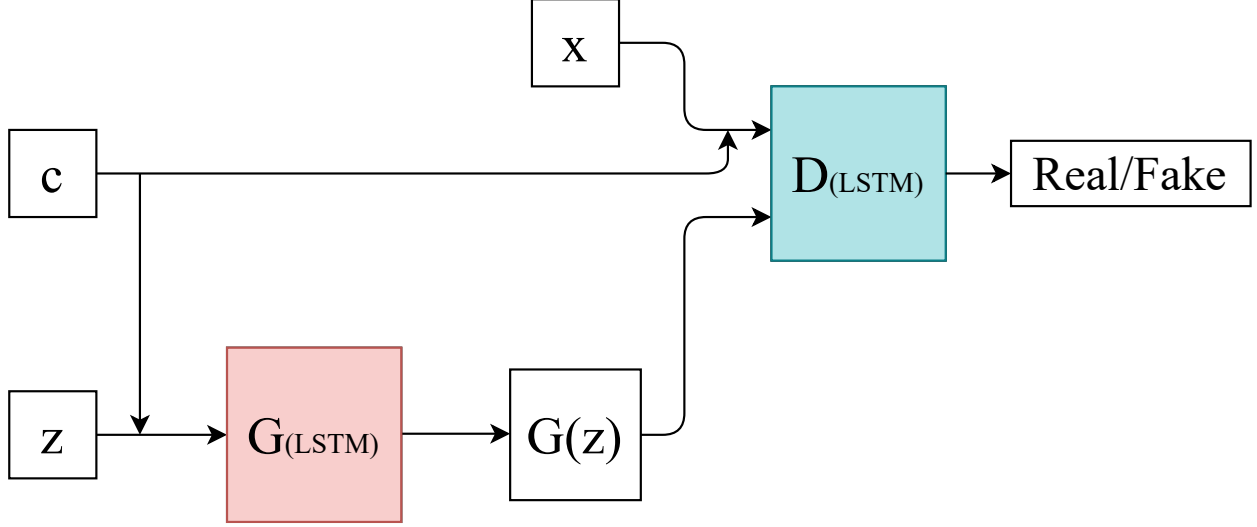 x
c
D(LSTM)
Real/Fake
z
G(LSTM)
G(z)